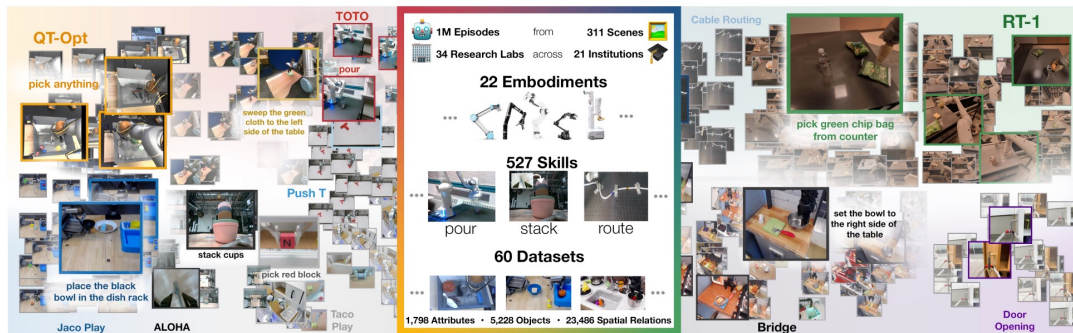 QT-Opt
pick anything
TOTO
pour
sweep the green
cloth to the left
side of the table
Push T
stack cups
N
pick red block
place the black
bowl in the dish rack
Jaco Play
ALOHA
Taco
Play
1M Episodes from 311 Scenes
34 Research Labs across 21 Institutions
22 Embodiments
527 Skills
pour stack route
60 Datasets
1,798 Attributes • 5,228 Objects • 23,486 Spatial Relations
Cable Routing
RT-1
pick green chip bag
from counter
set the bowl to
the right side of
the table
Bridge
Door
Opening